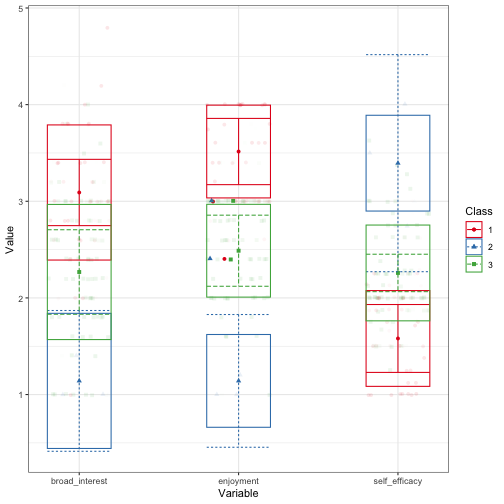 5
4
3
2
1
Value
broad_interest
enjoyment
self_efficacy
Variable
Class
1
2
3